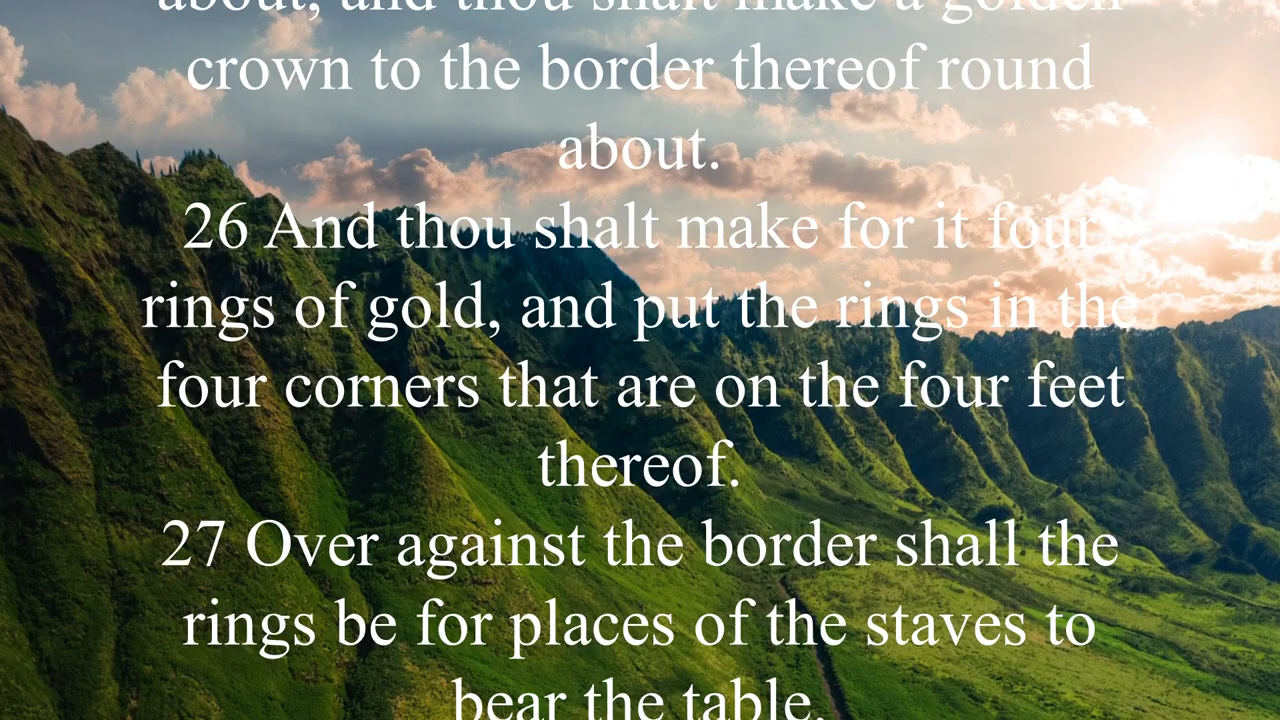 about, and thou shalt make a golden
crown to the border thereof round
about.
26 And thou shalt make for it four
rings of gold, and put the rings in the
four corners that are on the four feet
thereof.
27 Over against the border shall the
rings be for places of the staves to
bear the table.